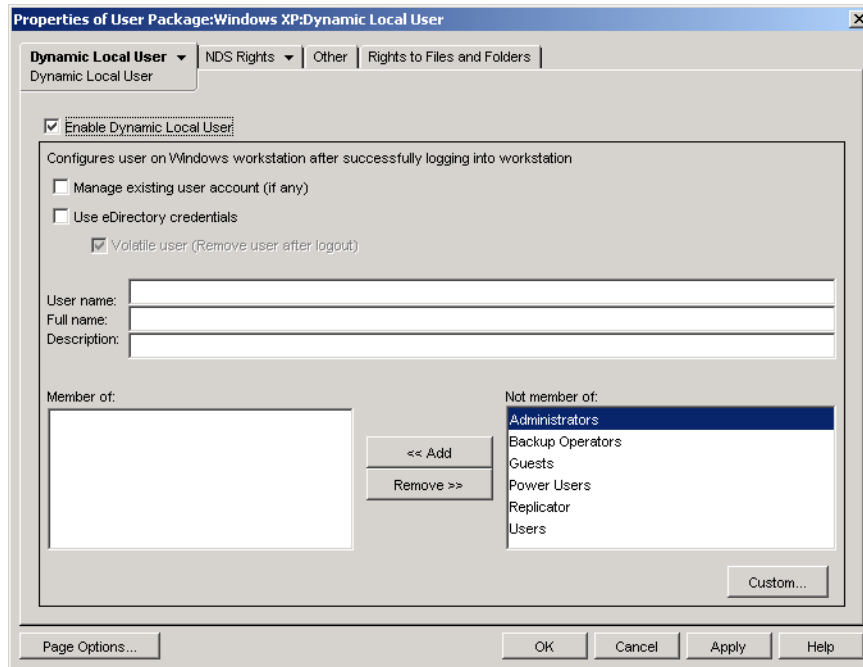 Properties of User Package:Windows XP:Dynamic Local User
Dynamic Local User NDS Rights Other Rights to Files and Folders
Dynamic Local User
Enable Dynamic Local User
Configures user on Windows workstation after successfully logging into workstation
Manage existing user account (if any)
Use eDirectory credentials
Volatile user (Remove user after logout)
User name:
Full name:
Description:
Member of:
Not member of:
Administrators
Backup Operators
Guests
Power Users
Replicator
Users
<< Add
Remove >>
Custom...
Page Options... OK Cancel Apply Help